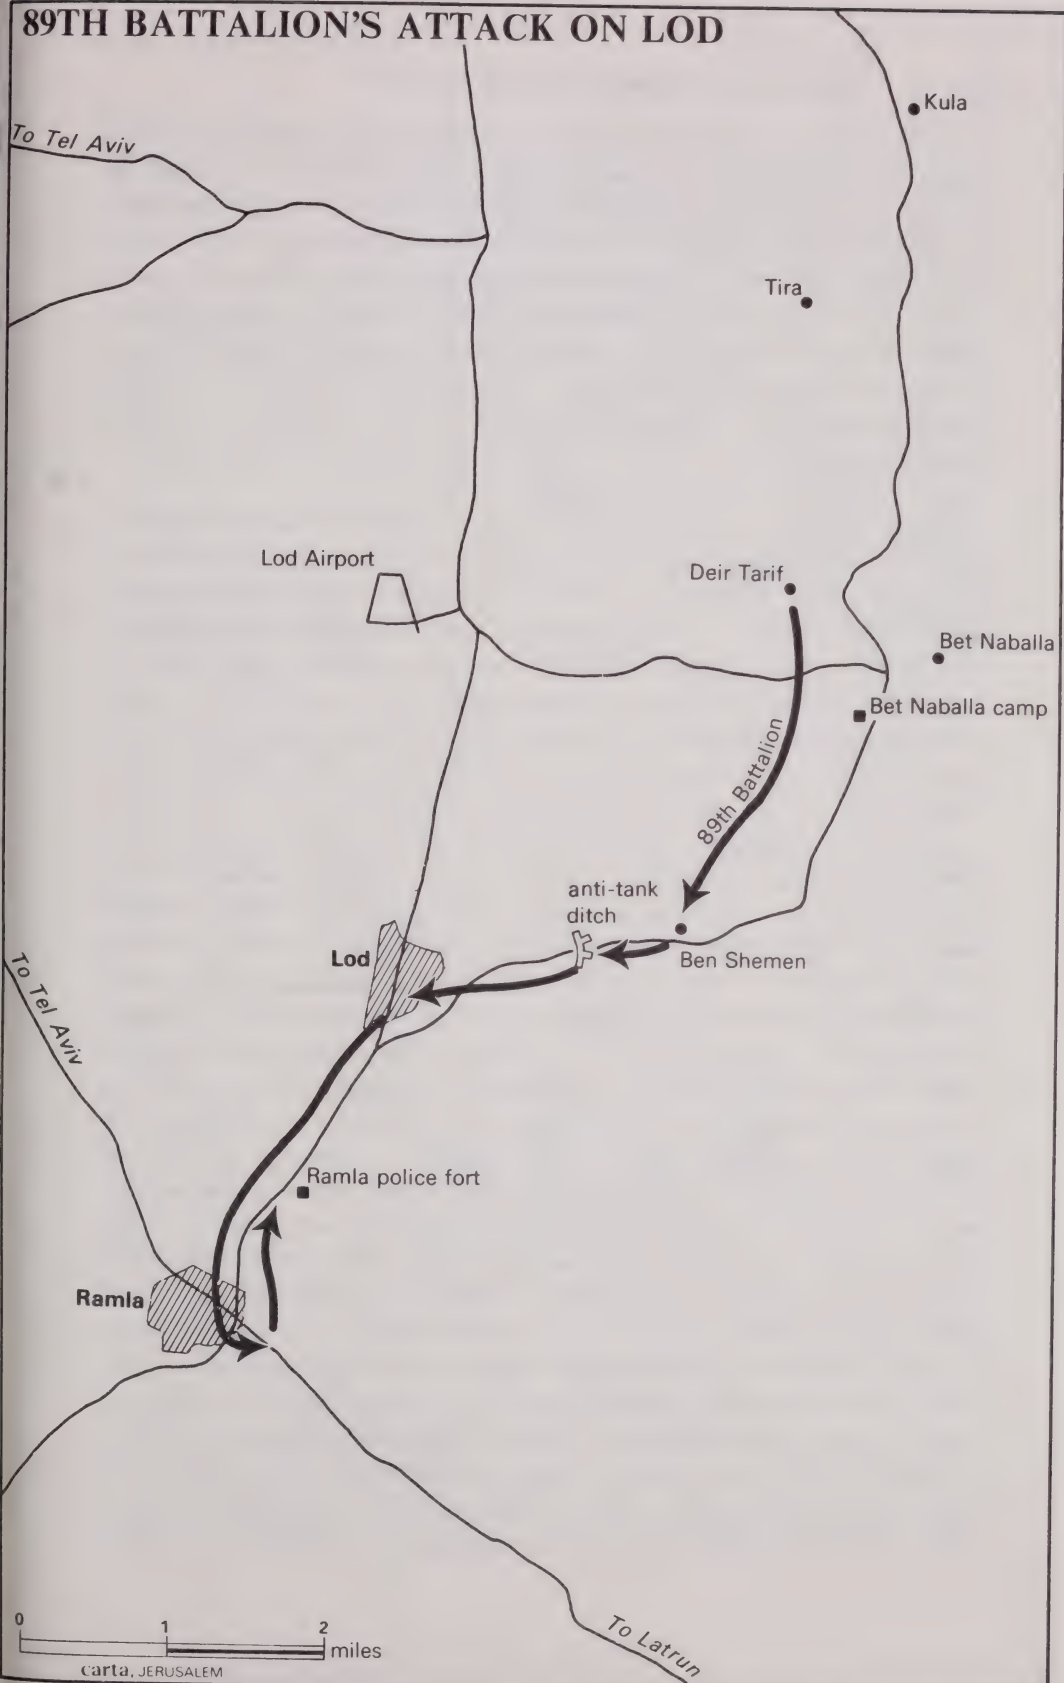 89TH BATTALION'S ATTACK ON LOD
Kula
To Tel Aviv
Tira
Lod Airport
Deir Tarif
Bet Naballa
Bet Naballa camp
89th Battalion
anti-tank
ditch
Lod
Ben Shemen
To Tel Aviv
Ramla police fort
Ramla
To Latrun
0 1 2
miles
carta, JERUSALEM